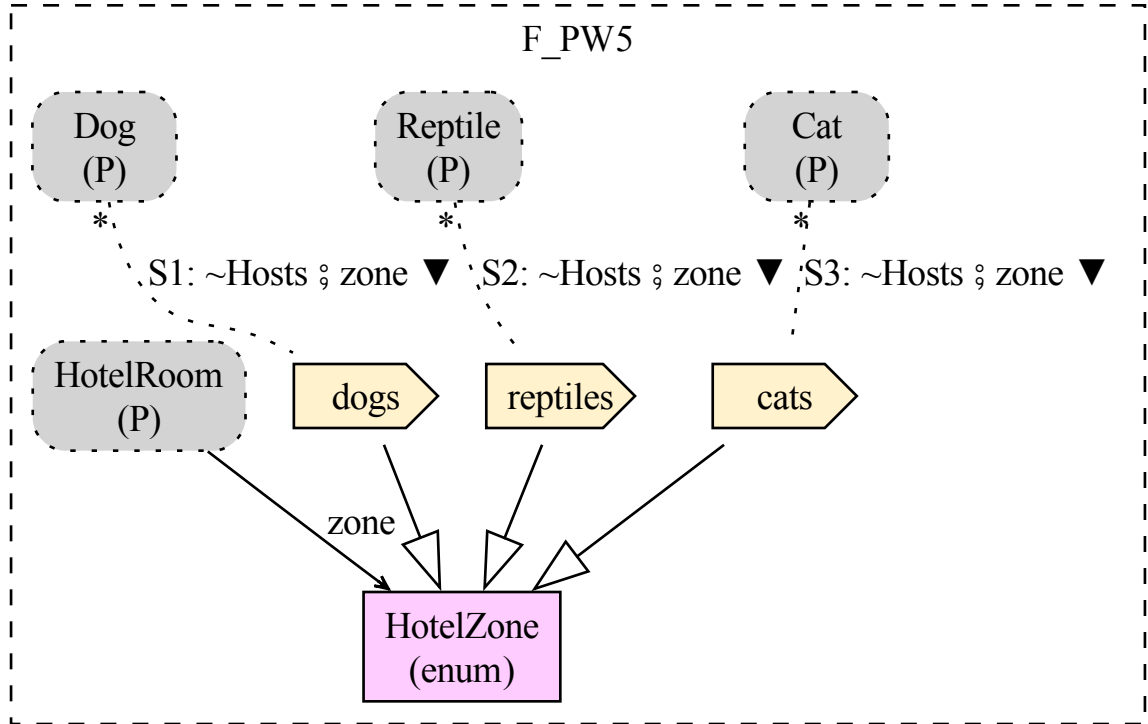 F_PW5
Dog
(P)
Reptile
(P)
Cat
(P)
*
*
*
S1: ~Hosts ⨾ zone ▼
S2: ~Hosts ⨾ zone ▼
S3: ~Hosts ⨾ zone ▼
HotelRoom
(P)
dogs
reptiles
cats
zone
HotelZone
(enum)